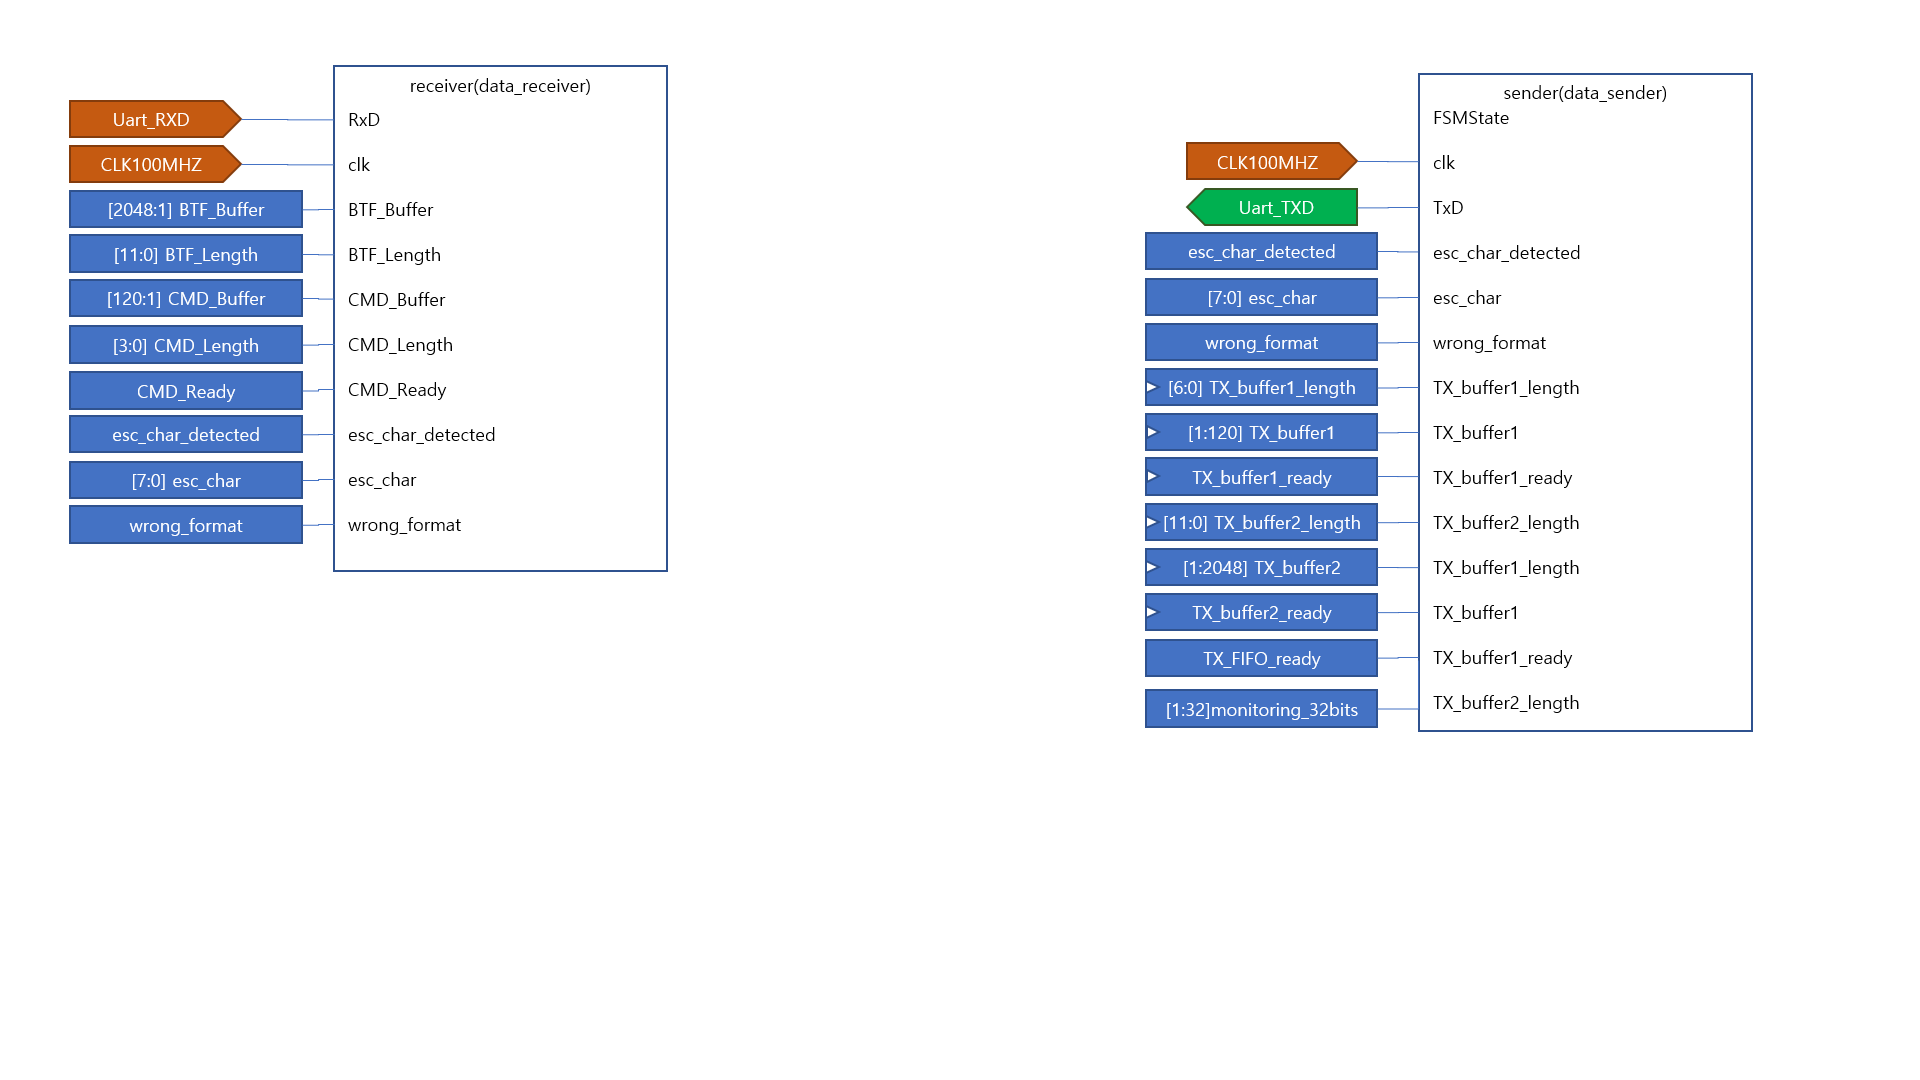 receiver(data_receiver)
Uart_RXD
RxD
CLK100MHZ
clk
[2048:1] BTF_Buffer
BTF_Buffer
[11:0] BTF_Length
BTF_Length
[120:1] CMD_Buffer
CMD_Buffer
[3:0] CMD_Length
CMD_Length
CMD_Ready
CMD_Ready
esc_char_detected
esc_char_detected
[7:0] esc_char
esc_char
wrong_format
wrong_format
sender(data_sender)
FSMState
CLK100MHZ
clk
Uart_TXD
TxD
esc_char_detected
esc_char_detected
[7:0] esc_char
esc_char
wrong_format
wrong_format
[6:0] TX_buffer1_length
TX_buffer1_length
[1:120] TX_buffer1
TX_buffer1
TX_buffer1_ready
TX_buffer1_ready
[11:0] TX_buffer2_length
TX_buffer2_length
[1:2048] TX_buffer2
TX_buffer1_length
TX_buffer2_ready
TX_buffer1
TX_FIFO_ready
TX_buffer1_ready
[1:32]monitoring_32bits
TX_buffer2_length